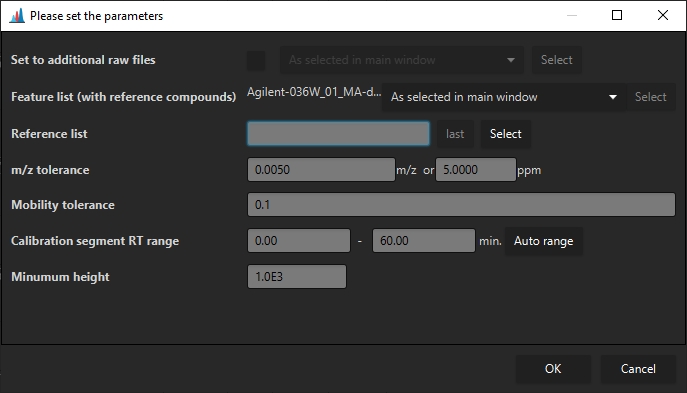 Please set the parameters
Set to additional raw files As selected in main window Select
Feature list (with reference compounds) Agilent-036W_01_MA-d... As selected in main window Select
Reference list last Select
m/z tolerance 0.0050 m/z or 5.0000 ppm
Mobility tolerance 0.1
Calibration segment RT range 0.00 - 60.00 min. Auto range
Minumum height 1.0E3
OK Cancel